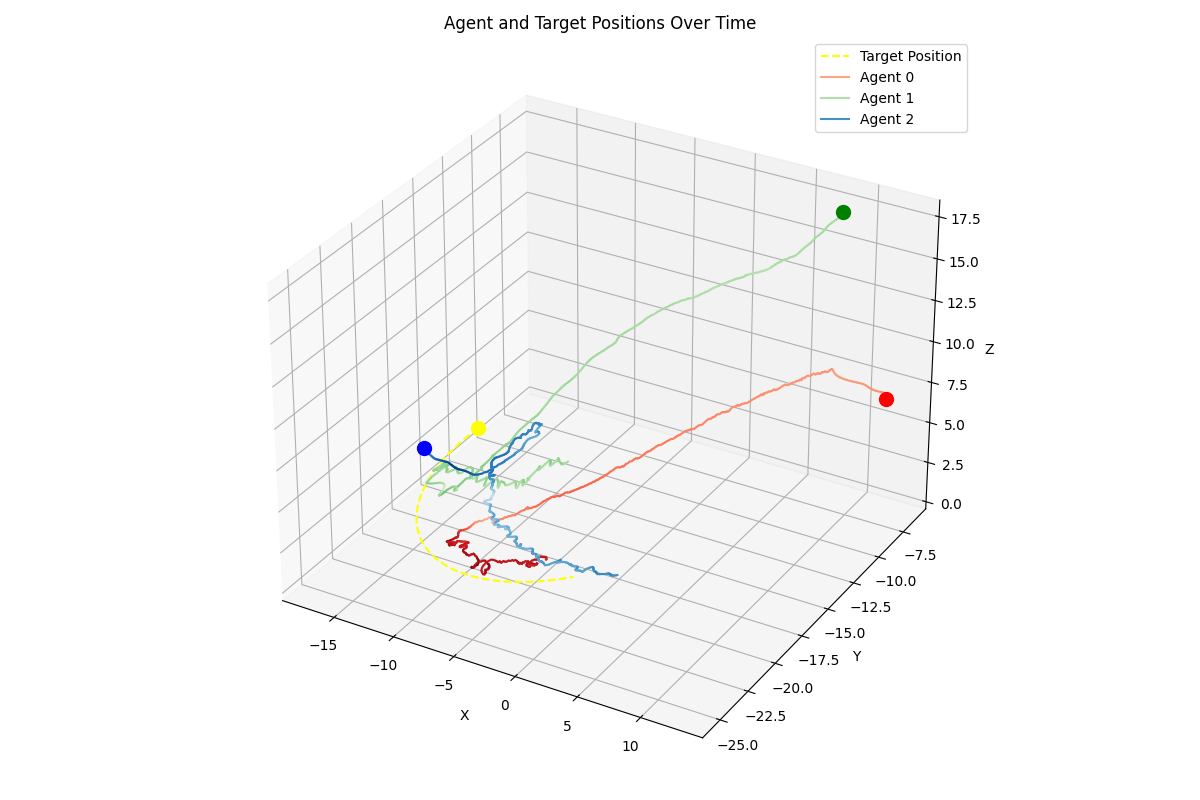 Agent and Target Positions Over Time
Target Position
Agent 0
Agent 1
Agent 2
17.5
15.0
12.5
10.0
Z
7.5
5.0
2.5
0.0
−7.5
−10.0
−12.5
−15.0
−17.5
Y
−20.0
−22.5
−25.0
−15
−10
−5
0
5
10
X